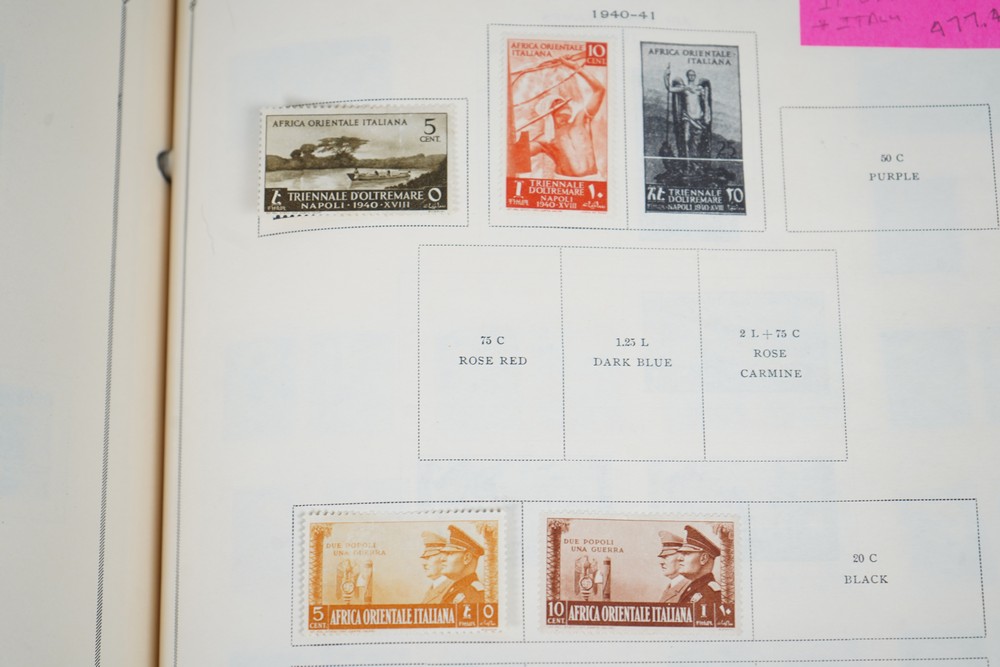 1940-41
ITALY
477.
AFRICA ORIENTALE ITALIANA
5
CENT.
TRIENNALE D'OLTREMARE
NAPOLI · 1940 · XVIII
AFRICA ORIENTALE
ITALIANA
10
CENT
TRIENNALE
D'OLTREMARE
NAPOLI
1940-XVIII
AFRICA ORIENTALE
ITALIANA
25
TRIENNALE
D'OLTREMARE
NAPOLI 1940-XVIII
50 C
PURPLE
75 C
ROSE RED
1.25 L
DARK BLUE
2 L + 75 C
ROSE
CARMINE
DUE POPOLI
UNA GUERRA
5
CENT
AFRICA ORIENTALE ITALIANA
DUE POPOLI
UNA GUERRA
10
CENT
AFRICA ORIENTALE ITALIANA
20 C
BLACK